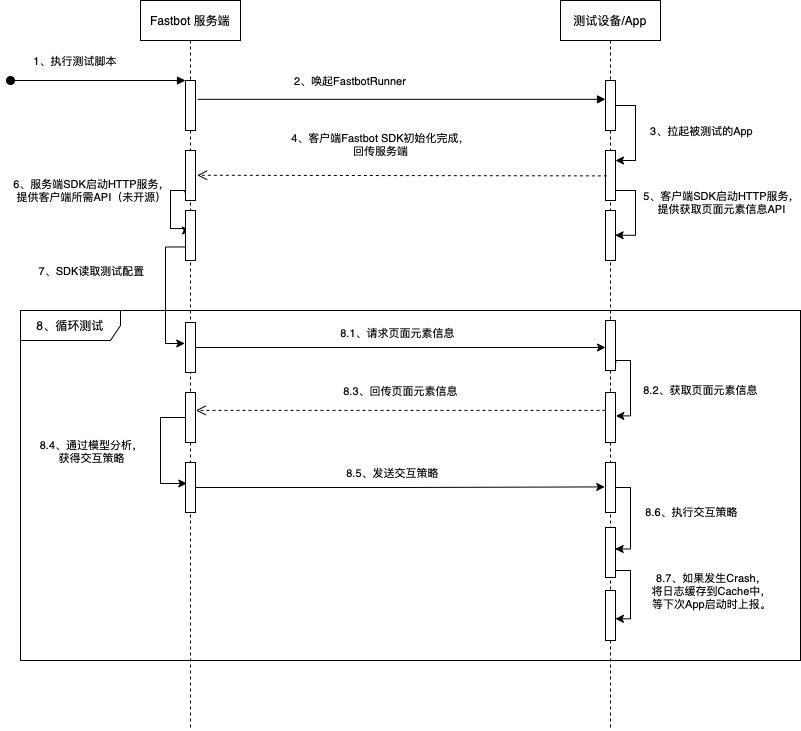 Fastbot 服务端
测试设备/App
1、执行测试脚本
2、唤起FastbotRunner
3、拉起被测试的App
4、客户端Fastbot SDK初始化完成，
回传服务端
6、服务端SDK启动HTTP服务，
提供客户端所需API（未开源）
5、客户端SDK启动HTTP服务，
提供获取页面元素信息API
7、SDK读取测试配置
8、循环测试
8.1、请求页面元素信息
8.2、获取页面元素信息
8.3、回传页面元素信息
8.4、通过模型分析，
获得交互策略
8.5、发送交互策略
8.6、执行交互策略
8.7、如果发生Crash，
将日志缓存到Cache中，
等下次App启动时上报。